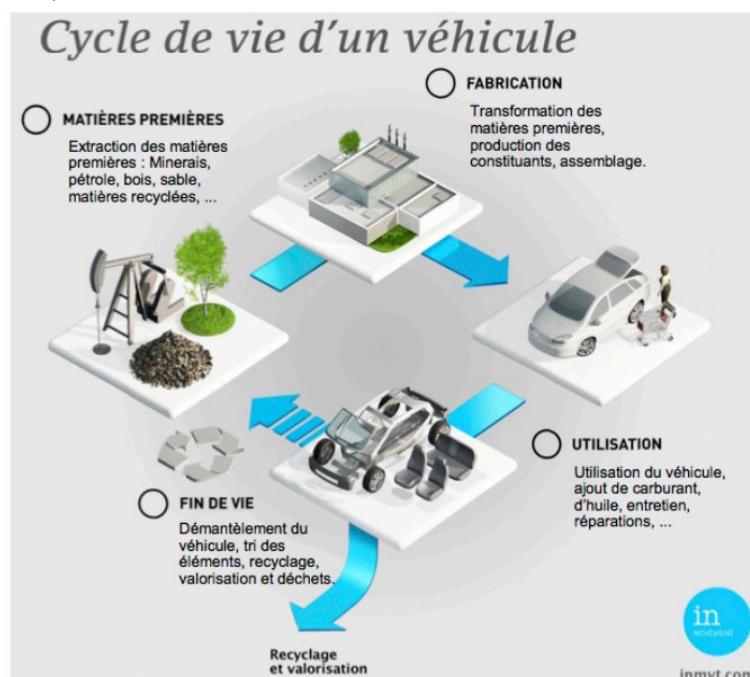 Cycle de vie d'un véhicule
MATIÈRES PREMIÈRES
Extraction des matières
premières : Minerais,
pétrole, bois, sable,
matières recyclées, ...
FABRICATION
Transformation des
matières premières,
production des
constituants, assemblage.
UTILISATION
Utilisation du véhicule,
ajout de carburant,
d'huile, entretien,
réparations, ...
FIN DE VIE
Démantèlement du
véhicule, tri des
éléments, recyclage,
valorisation et déchets.
Recyclage
et valorisation
in
MOVEMENT
inmvt.com